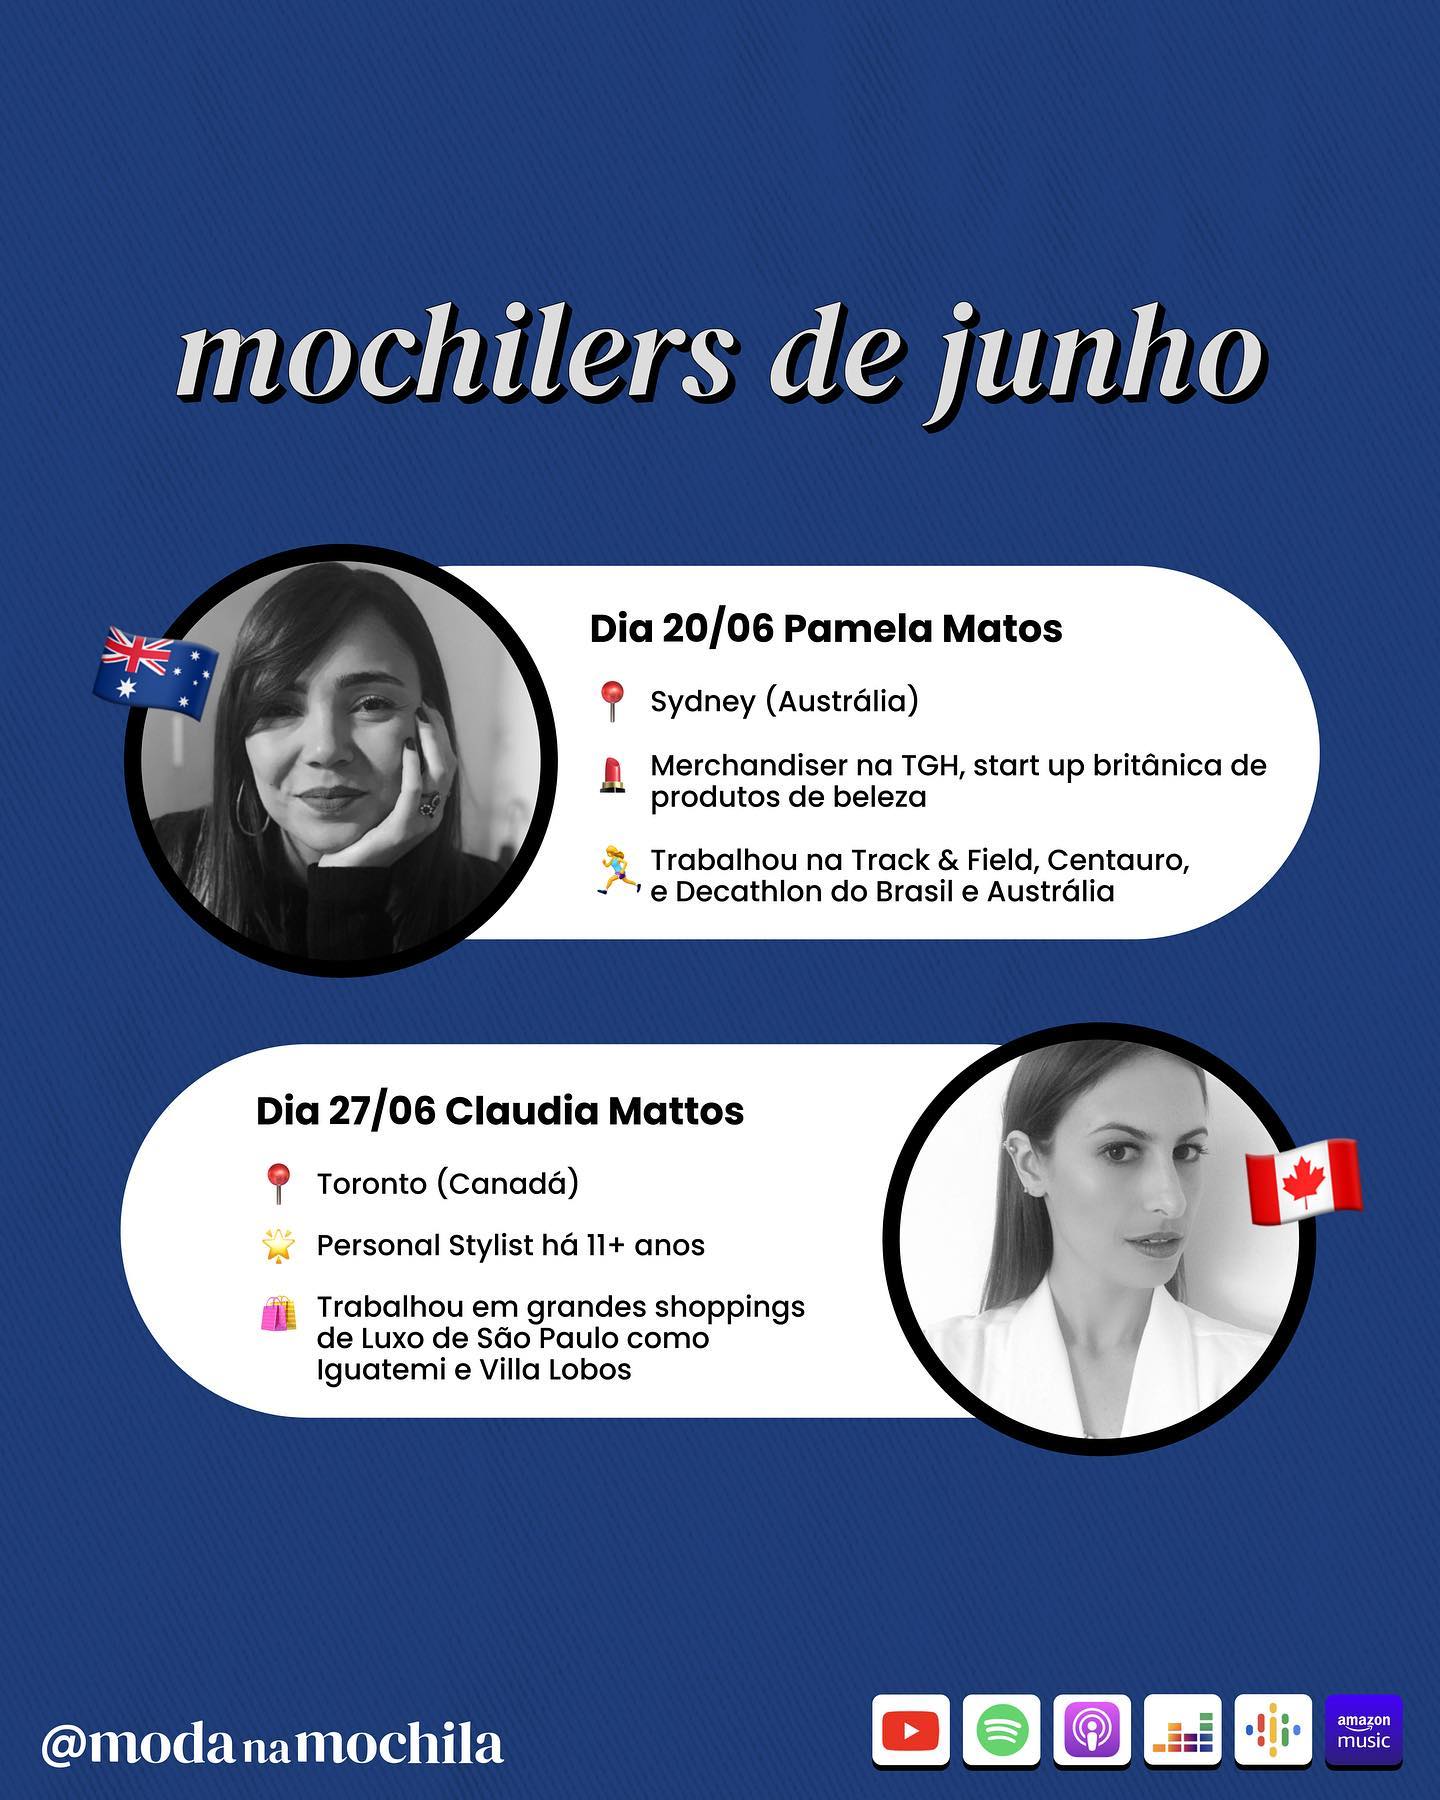 mochilers de junho
Dia 20/06 Pamela Matos
Sydney (Austrália)
Merchandiser na TGH, start up britânica de
produtos de beleza
Trabalhou na Track & Field, Centauro,
e Decathlon do Brasil e Austrália
Dia 27/06 Claudia Mattos
Toronto (Canadá)
Personal Stylist há 11+ anos
Trabalhou em grandes shoppings
de Luxo de São Paulo como
Iguatemi e Villa Lobos
@modanamochila
amazon
music